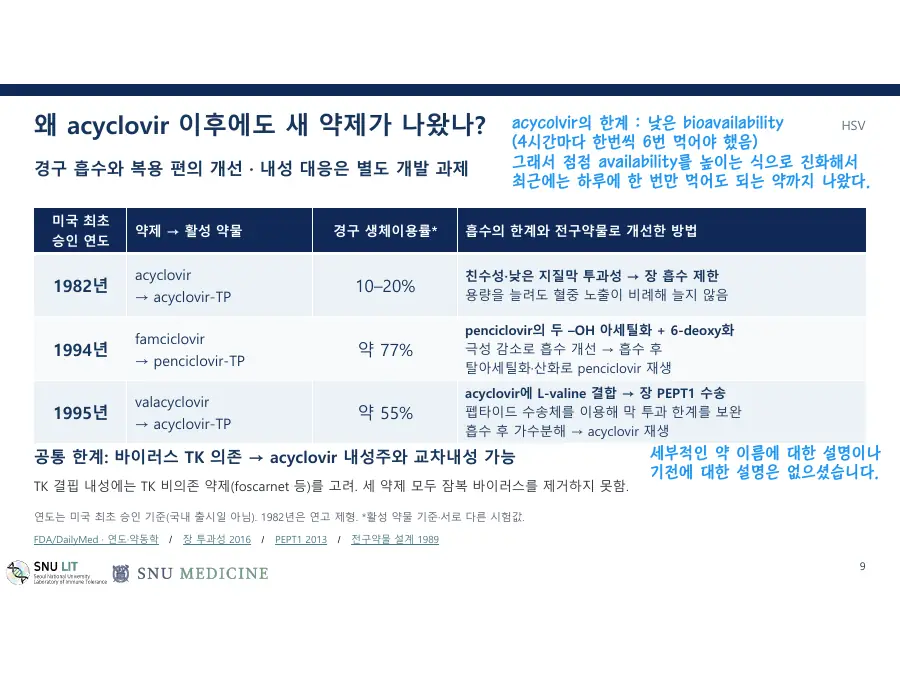 왜 acyclovir 이후에도 새 약제가 나왔나?
acycolvir의 한계 : 낮은 bioavailability
(4시간마다 한번씩 6번 먹어야 했음)
그래서 점점 availability를 높이는 식으로 진화해서
최근에는 하루에 한 번만 먹어도 되는 약까지 나왔다.
HSV
경구 흡수와 복용 편의 개선 · 내성 대응은 별도 개발 과제
미국 최초
승인 연도
약제 → 활성 약물
경구 생체이용률*
흡수의 한계와 전구약물로 개선한 방법
1982년
acyclovir
→ acyclovir-TP
10–20%
친수성·낮은 지질막 투과성 → 장 흡수 제한
용량을 늘려도 혈중 노출이 비례해 늘지 않음
1994년
famciclovir
→ penciclovir-TP
약 77%
penciclovir의 두 –OH 아세틸화 + 6-deoxy화
극성 감소로 흡수 개선 → 흡수 후
탈아세틸화·산화로 penciclovir 재생
1995년
valacyclovir
→ acyclovir-TP
약 55%
acyclovir에 L-valine 결합 → 장 PEPT1 수송
펩타이드 수송체를 이용해 막 투과 한계를 보완
흡수 후 가수분해 → acyclovir 재생
공통 한계: 바이러스 TK 의존 → acyclovir 내성주와 교차내성 가능
세부적인 약 이름에 대한 설명이나
기전에 대한 설명은 없으셨습니다.
TK 결핍 내성에는 TK 비의존 약제(foscarnet 등)를 고려. 세 약제 모두 잠복 바이러스를 제거하지 못함.
연도는 미국 최초 승인 기준(국내 출시일 아님). 1982년은 연고 제형. *활성 약물 기준·서로 다른 시험값.
FDA/DailyMed · 연도·약동학 / 장 투과성 2016 / PEPT1 2013 / 전구약물 설계 1989
SNU LIT
Seoul National University
Laboratory of Immune Tolerance
SNU MEDICINE
9